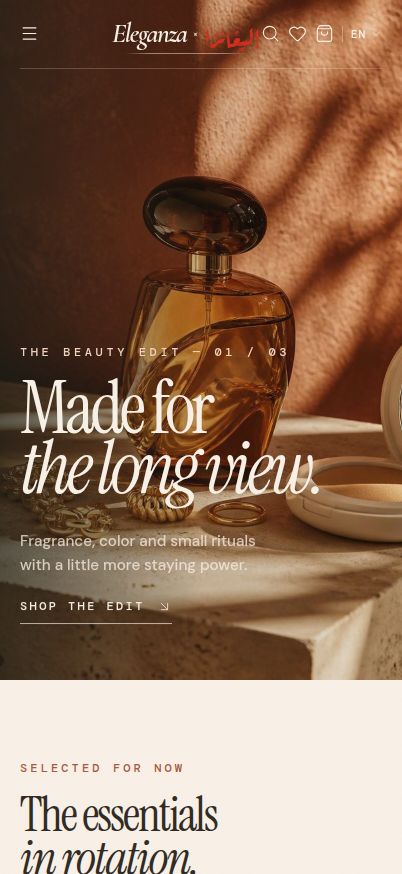 Eleganza
EN
THE BEAUTY EDIT — 01 / 03
Made for
the long view.
Fragrance, color and small rituals
with a little more staying power.
SHOP THE EDIT
SELECTED FOR NOW
The essentials
in rotation.